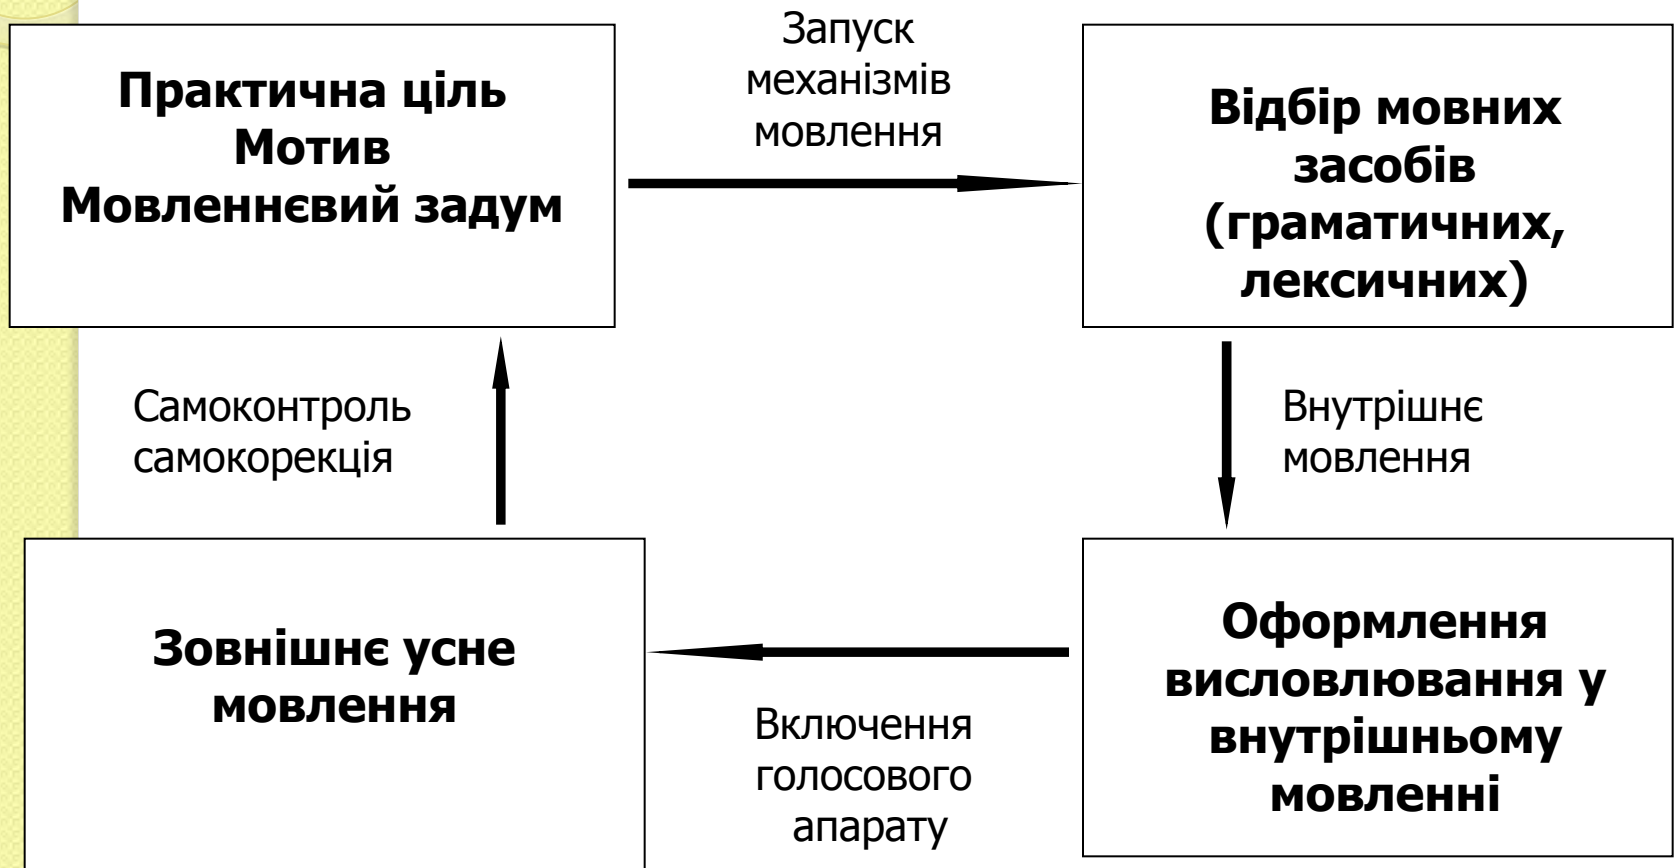 Практична ціль
Мотив
Мовленнєвий задум
Запуск
механізмів
мовлення
Відбір мовних
засобів
(граматичних,
лексичних)
Самоконтроль
самокорекція
Внутрішнє
мовлення
Зовнішнє усне
мовлення
Включення
голосового
апарату
Оформлення
висловлювання у
внутрішньому
мовленні